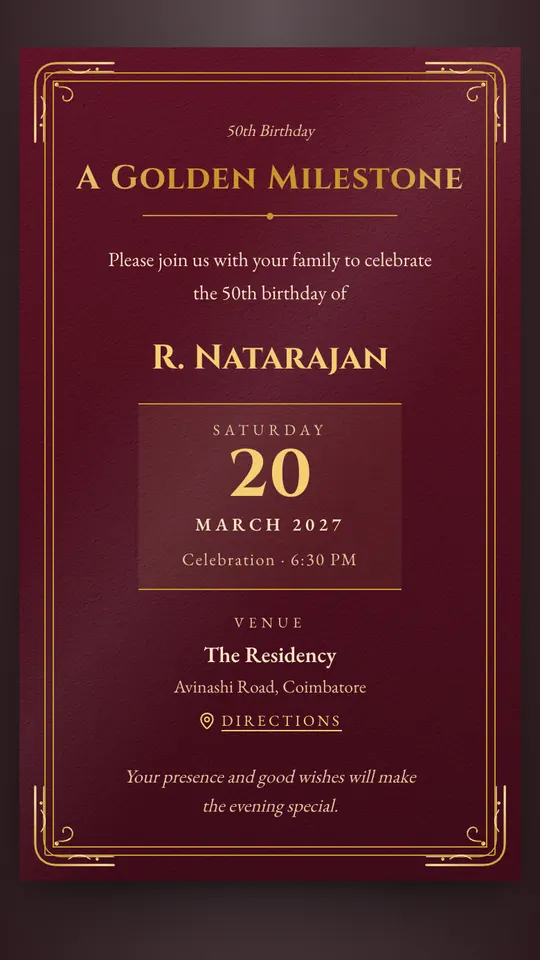 50th Birthday
A Golden Milestone
Please join us with your family to celebrate
the 50th birthday of
R. Natarajan
SATURDAY
20
MARCH 2027
Celebration · 6:30 PM
VENUE
The Residency
Avinashi Road, Coimbatore
DIRECTIONS
Your presence and good wishes will make
the evening special.